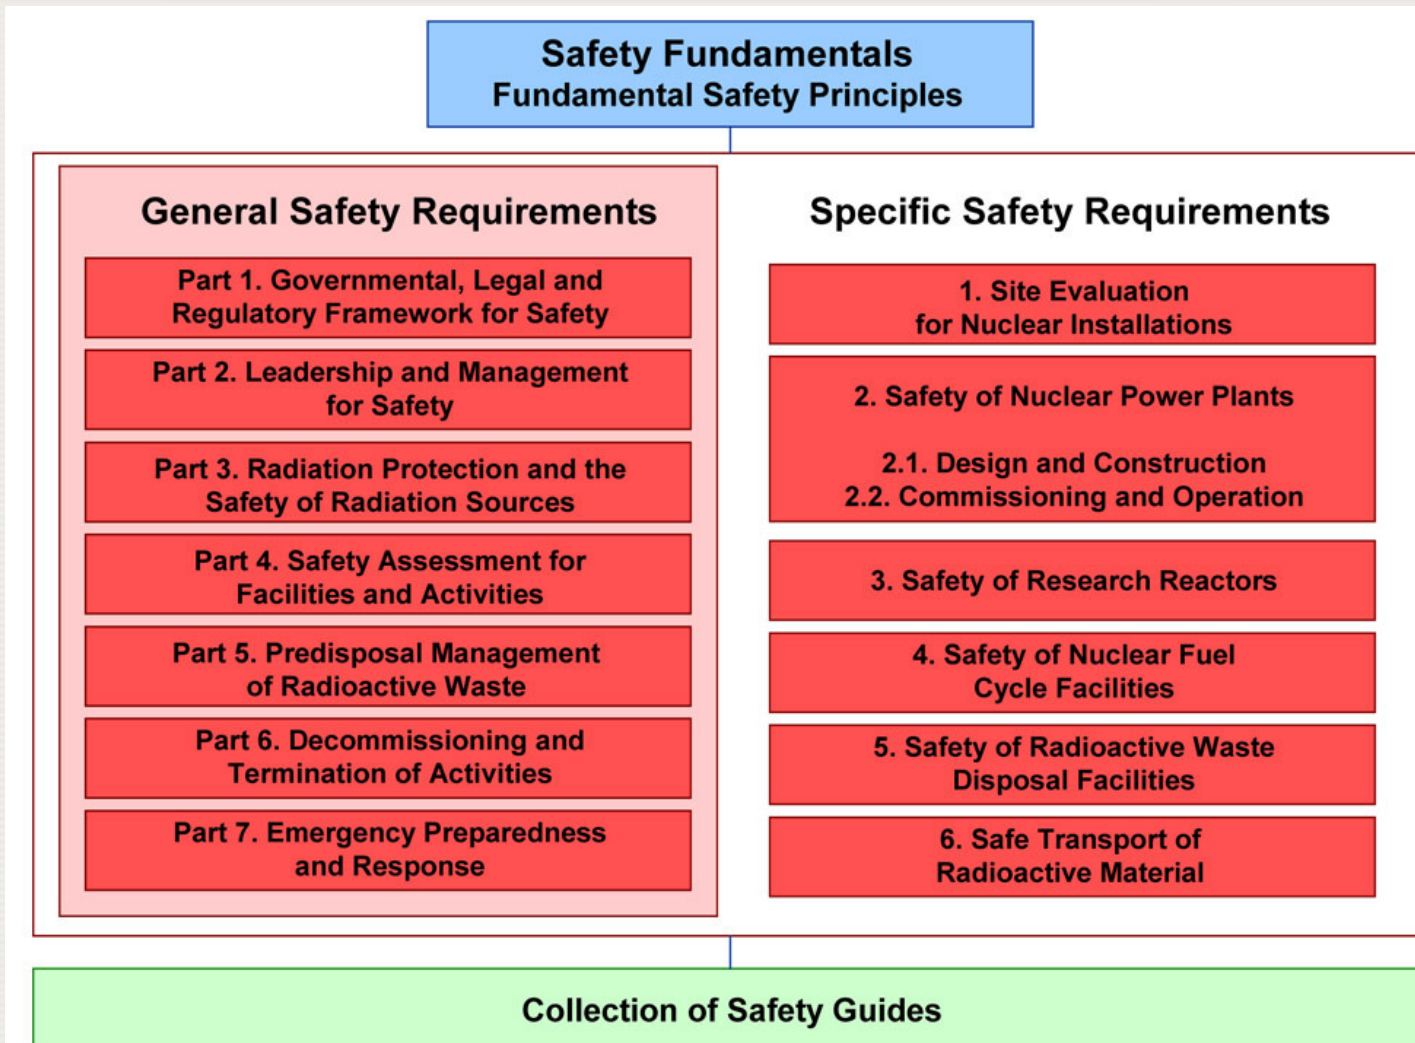 Safety Fundamentals
Fundamental Safety Principles
General Safety Requirements
Part 1. Governmental, Legal and
Regulatory Framework for Safety
Part 2. Leadership and Management
for Safety
Part 3. Radiation Protection and the
Safety of Radiation Sources
Part 4. Safety Assessment for
Facilities and Activities
Part 5. Predisposal Management
of Radioactive Waste
Part 6. Decommissioning and
Termination of Activities
Part 7. Emergency Preparedness
and Response
Specific Safety Requirements
1. Site Evaluation
for Nuclear Installations
2. Safety of Nuclear Power Plants
2.1. Design and Construction
2.2. Commissioning and Operation
3. Safety of Research Reactors
4. Safety of Nuclear Fuel
Cycle Facilities
5. Safety of Radioactive Waste
Disposal Facilities
6. Safe Transport of
Radioactive Material
Collection of Safety Guides